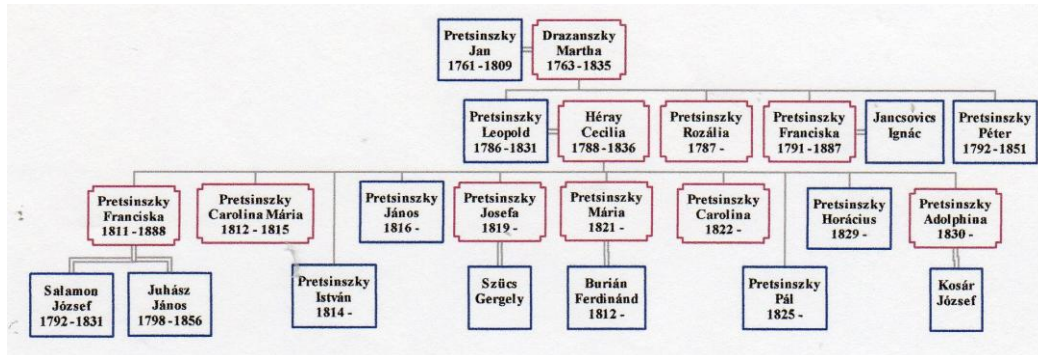 Pretsinszky
Jan
1761-1809
Drazanszky
Martha
1763-1835
Pretsinszky
Leopold
1786-1831
Héray
Cecilia
1788-1836
Pretsinszky
Rozália
1787 -
Pretsinszky
Franciska
1791-1887
Jancsovics
Ignác
Pretsinszky
Péter
1792-1851
Pretsinszky
Franciska
1811-1888
Pretsinszky
Carolina Mária
1812 - 1815
Pretsinszky
János
1816 -
Pretsinszky
Josefa
1819 -
Pretsinszky
Mária
1821 -
Pretsinszky
Carolina
1822 -
Pretsinszky
Horácius
1829 -
Pretsinszky
Adolphina
1830 -
Salamon
József
1792-1831
Juhász
János
1798-1856
Pretsinszky
István
1814 -
Szücs
Gergely
Burián
Ferdinánd
1812 -
Pretsinszky
Pál
1825 -
Kosár
József